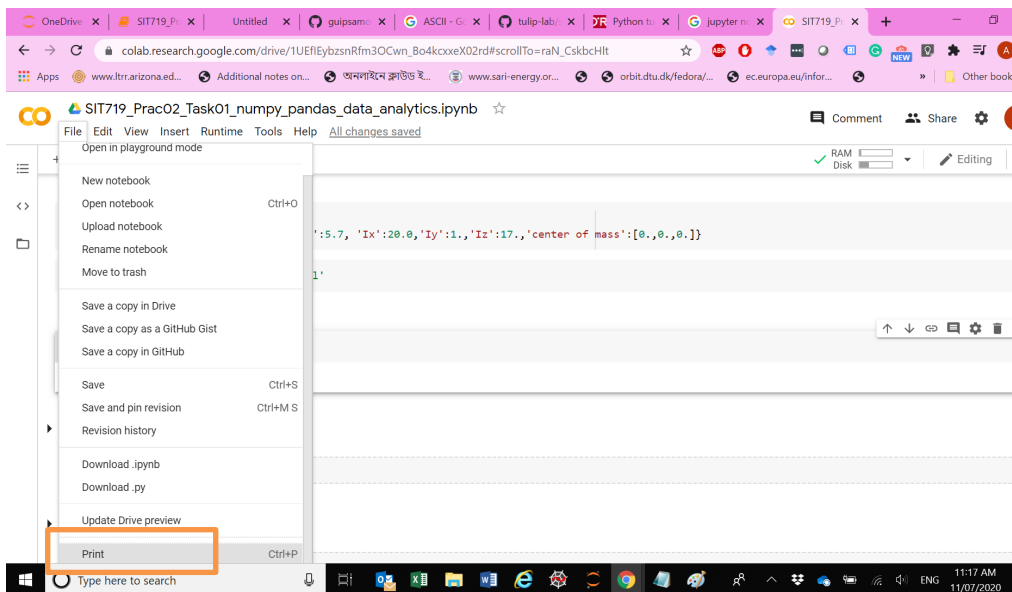 OneDrive
SIT719_Pr
Untitled
guipsamo
ASCII - Go
tulip-lab/s
Python tu
jupyter no
SIT719_Pr
colab.research.google.com/drive/1UEflEybzsnRfm3OCwn_Bo4kcxxeX02rd#scrollTo=raN_CskbcHIt
ABP
NEW
Apps
www.ltrr.arizona.ed...
Additional notes on...
অনলাইনে ক্লাউড ই...
www.sari-energy.or...
orbit.dtu.dk/fedora/...
ec.europa.eu/infor...
»
Other book
CO
SIT719_Prac02_Task01_numpy_pandas_data_analytics.ipynb
Comment
Share
File Edit View Insert Runtime Tools Help All changes saved
Open in playground mode
RAM
Disk
Editing
New notebook
Open notebook Ctrl+O
Upload notebook
':5.7, 'Ix':20.0,'Iy':1.,'Iz':17.,'center of mass':[0.,0.,0.]}
Rename notebook
Move to trash
1'
Save a copy in Drive
Save a copy as a GitHub Gist
Save a copy in GitHub
Save Ctrl+S
Save and pin revision Ctrl+M S
Revision history
Download .ipynb
Download .py
Update Drive preview
Print Ctrl+P
Type here to search
ENG
11:17 AM
11/07/2020